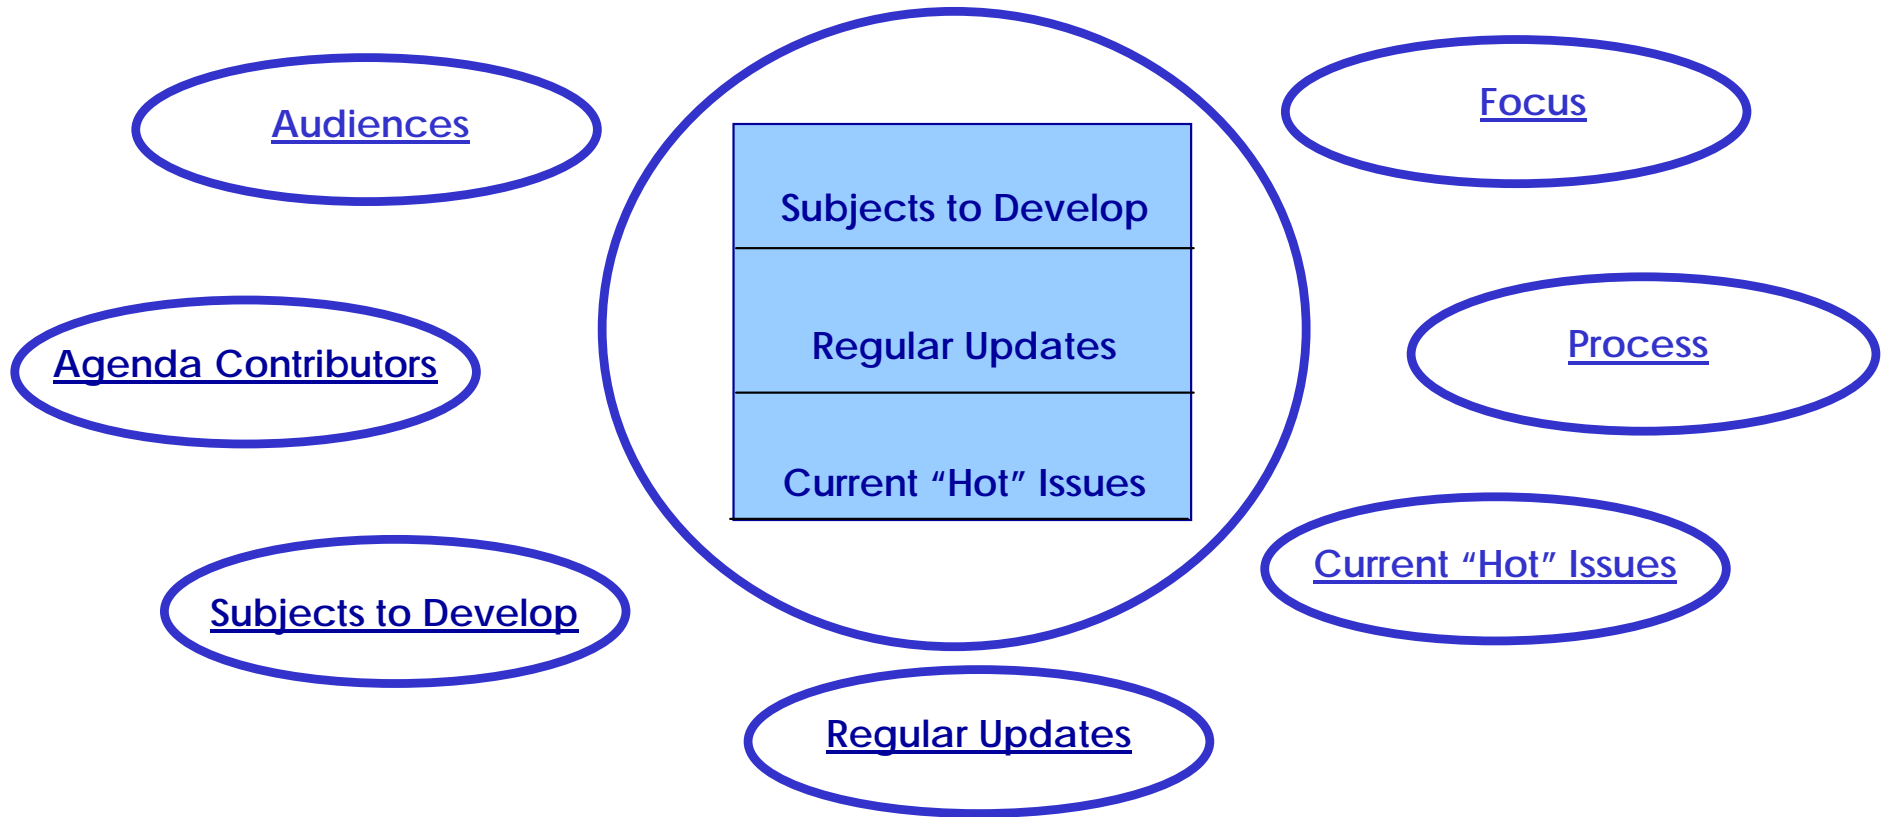 Audiences
Focus
Subjects to Develop
Regular Updates
Current “Hot” Issues
Agenda Contributors
Process
Subjects to Develop
Current “Hot” Issues
Regular Updates